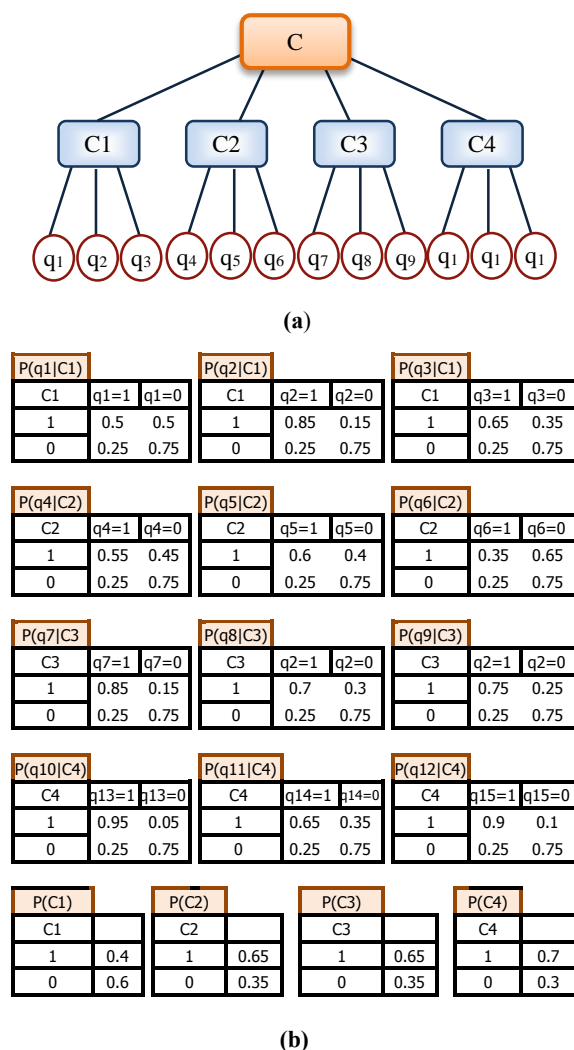 C
C1 C2 C3 C4
q1 q2 q3 q4 q5 q6 q7 q8 q9 q1 q1 q1
(a)
P(q1|C1) P(q2|C1) P(q3|C1)
C1 q1=1 q1=0 C1 q2=1 q2=0 C1 q3=1 q3=0
1 0.5 0.5 1 0.85 0.15 1 0.65 0.35
0 0.25 0.75 0 0.25 0.75 0 0.25 0.75
P(q4|C2) P(q5|C2) P(q6|C2)
C2 q4=1 q4=0 C2 q5=1 q5=0 C2 q6=1 q6=0
1 0.55 0.45 1 0.6 0.4 1 0.35 0.65
0 0.25 0.75 0 0.25 0.75 0 0.25 0.75
P(q7|C3 P(q8|C3) P(q9|C3)
C3 q7=1 q7=0 C3 q2=1 q2=0 C3 q2=1 q2=0
1 0.85 0.15 1 0.7 0.3 1 0.75 0.25
0 0.25 0.75 0 0.25 0.75 0 0.25 0.75
P(q10|C4) P(q11|C4) P(q12|C4)
C4 q13=1 q13=0 C4 q14=1 q14=0 C4 q15=1 q15=0
1 0.95 0.05 1 0.65 0.35 1 0.9 0.1
0 0.25 0.75 0 0.25 0.75 0 0.25 0.75
P(C1) P(C2) P(C3) P(C4)
C1 C2 C3 C4
1 0.4 1 0.65 1 0.65 1 0.7
0 0.6 0 0.35 0 0.35 0 0.3
(b)